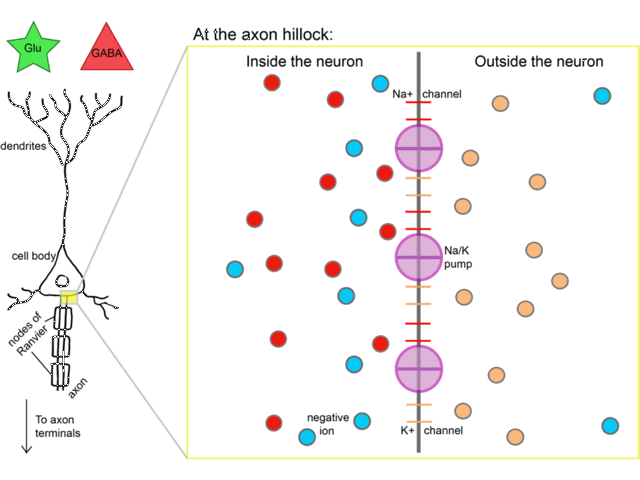 At the axon hillock:
Glu
GABA
Inside the neuron
Outside the neuron
Na+ channel
dendrites
Na/K
pump
cell body
nodes of
Ranvier
axon
To axon
terminals
negative
ion
K+ channel